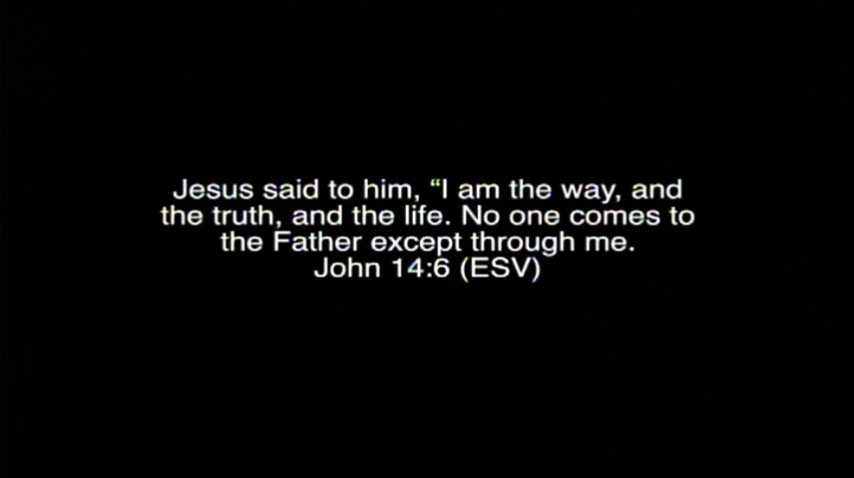 Jesus said to him, “I am the way, and
the truth, and the life. No one comes to
the Father except through me.
John 14:6 (ESV)